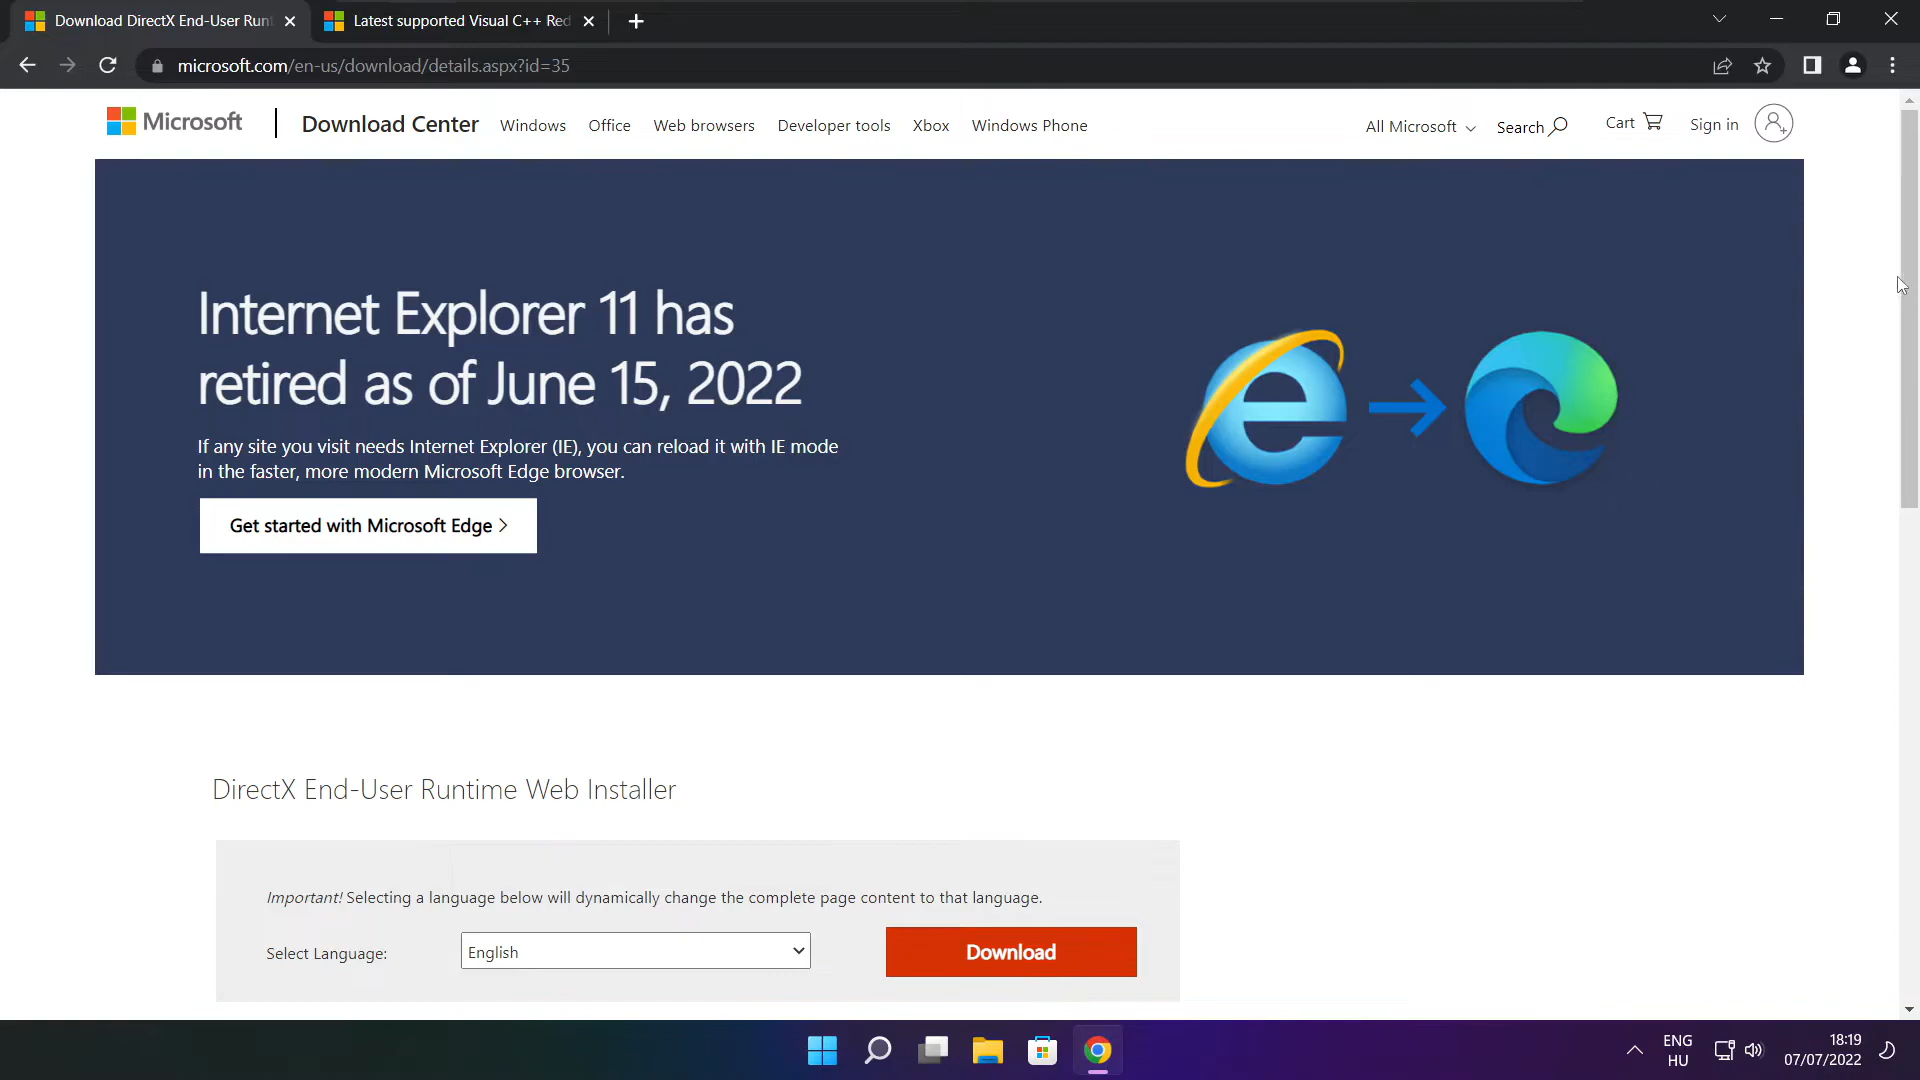 Download DirectX End-User Runt
Latest supported Visual C++ Red
microsoft.com/en-us/download/details.aspx?id=35
Microsoft
Download Center
Windows
Office
Web browsers
Developer tools
Xbox
Windows Phone
All Microsoft
Search
Cart
Sign in
Internet Explorer 11 has
retired as of June 15, 2022
If any site you visit needs Internet Explorer (IE), you can reload it with IE mode
in the faster, more modern Microsoft Edge browser.
Get started with Microsoft Edge >
DirectX End-User Runtime Web Installer
Important! Selecting a language below will dynamically change the complete page content to that language.
Select Language:
English
Download
ENG
HU
18:19
07/07/2022